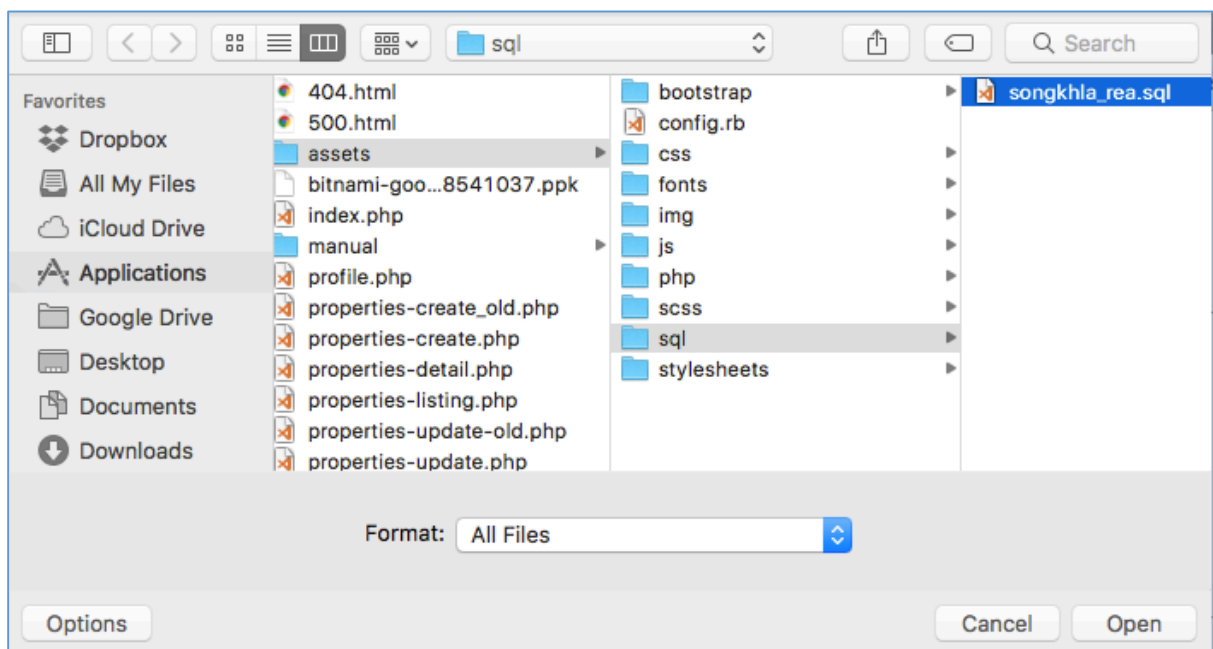 sql
Search
Favorites
Dropbox
All My Files
iCloud Drive
Applications
Google Drive
Desktop
Documents
Downloads
404.html
500.html
assets
bitnami-goo...8541037.ppk
index.php
manual
profile.php
properties-create_old.php
properties-create.php
properties-detail.php
properties-listing.php
properties-update-old.php
properties-update.php
bootstrap
config.rb
css
fonts
img
js
php
scss
sql
stylesheets
songkhla_rea.sql
Format: All Files
Options
Cancel
Open